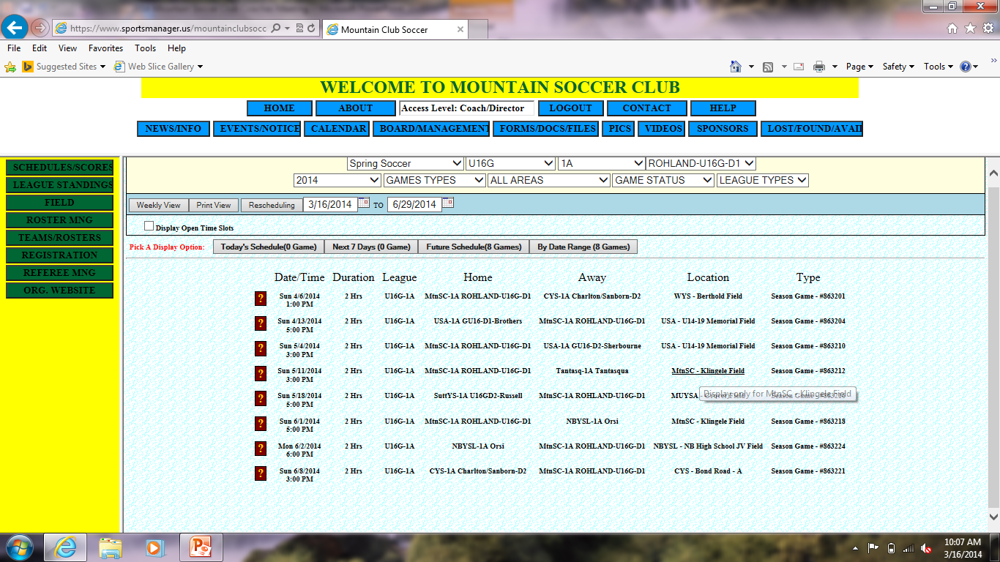 https://www.sportsmanager.us/mountainclubsocc
Mountain Club Soccer
File Edit View Favorites Tools Help
Suggested Sites Web Slice Gallery
Page Safety Tools
WELCOME TO MOUNTAIN SOCCER CLUB
HOME ABOUT Access Level: Coach/Director LOGOUT CONTACT HELP
NEWS/INFO EVENTS/NOTICE CALENDAR BOARD/MANAGEMENT FORMS/DOCS/FILES PICS VIDEOS SPONSORS LOST/FOUND/AVAI
SCHEDULES/SCORES
LEAGUE STANDINGS
FIELD
ROSTER MNG
TEAMS/ROSTERS
REGISTRATION
REFEREE MNG
ORG. WEBSITE
Spring Soccer U16G 1A ROHLAND-U16G-D1
2014 GAMES TYPES ALL AREAS GAME STATUS LEAGUE TYPES
Weekly View Print View Rescheduling 3/16/2014 TO 6/29/2014
Display Open Time Slots
Pick A Display Option: Today's Schedule(0 Game) Next 7 Days (0 Game) Future Schedule(8 Games) By Date Range (8 Games)
Date/Time Duration League Home Away Location Type
? Sun 4/6/2014 2 Hrs U16G-1A MtnSC-1A ROHLAND-U16G-D1 CYS-1A Charlton/Sanborn-D2 WYS - Berthold Field Season Game - #863201
1:00 PM
? Sun 4/13/2014 2 Hrs U16G-1A USA-1A GU16-D1-Brothers MtnSC-1A ROHLAND-U16G-D1 USA - U14-19 Memorial Field Season Game - #863204
5:00 PM
? Sun 5/4/2014 2 Hrs U16G-1A MtnSC-1A ROHLAND-U16G-D1 USA-1A GU16-D2-Sherbourne USA - U14-19 Memorial Field Season Game - #863210
3:00 PM
? Sun 5/11/2014 2 Hrs U16G-1A MtnSC-1A ROHLAND-U16G-D1 Tantasq-1A Tantasqua MtnSC - Klingele Field Season Game - #863212
3:00 PM
Display only for MtnSC - Klingele Field
? Sun 5/18/2014 2 Hrs U16G-1A SuttYS-1A U16GD2-Russell MtnSC-1A ROHLAND-U16G-D1 MUYSA -
5:00 PM
? Sun 6/1/2014 2 Hrs U16G-1A MtnSC-1A ROHLAND-U16G-D1 NBYSL-1A Orsi MtnSC - Klingele Field Season Game - #863218
5:00 PM
? Mon 6/2/2014 2 Hrs U16G-1A NBYSL-1A Orsi MtnSC-1A ROHLAND-U16G-D1 NBYSL - NB High School JV Field Season Game - #863224
6:00 PM
? Sun 6/8/2014 2 Hrs U16G-1A CYS-1A Charlton/Sanborn-D2 MtnSC-1A ROHLAND-U16G-D1 CYS - Bond Road - A Season Game - #863221
3:00 PM
10:07 AM
3/16/2014